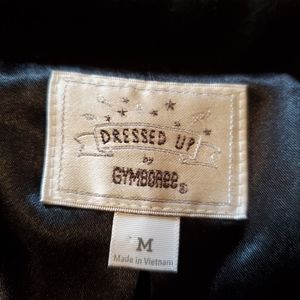 DRESSED UP
by
GYMBOREE®
M
Made in Vietnam